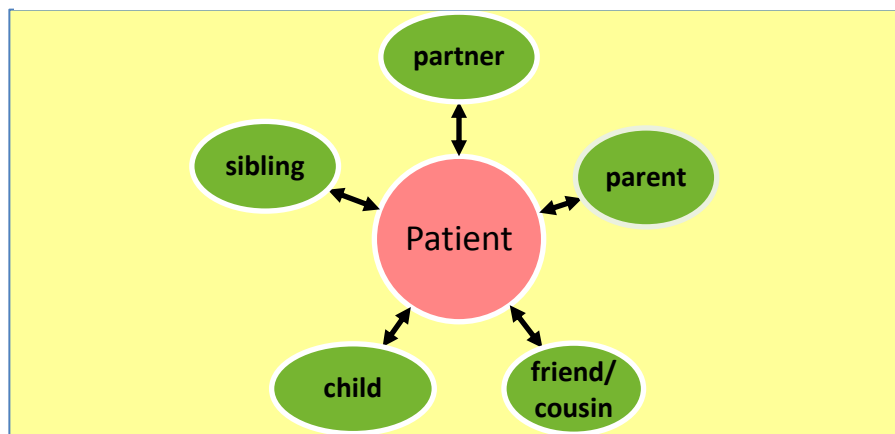 partner
sibling
parent
Patient
child
friend/
cousin